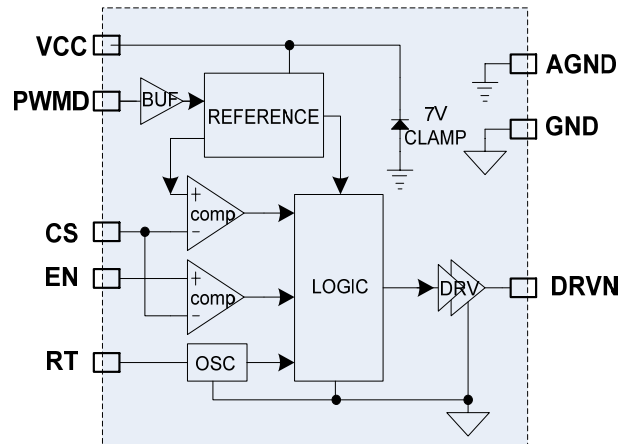 VCC
AGND
PWMD
BUF
REFERENCE
7V
CLAMP
GND
+
comp
−
CS
EN
+
comp
−
LOGIC
DRV
DRVN
RT
OSC